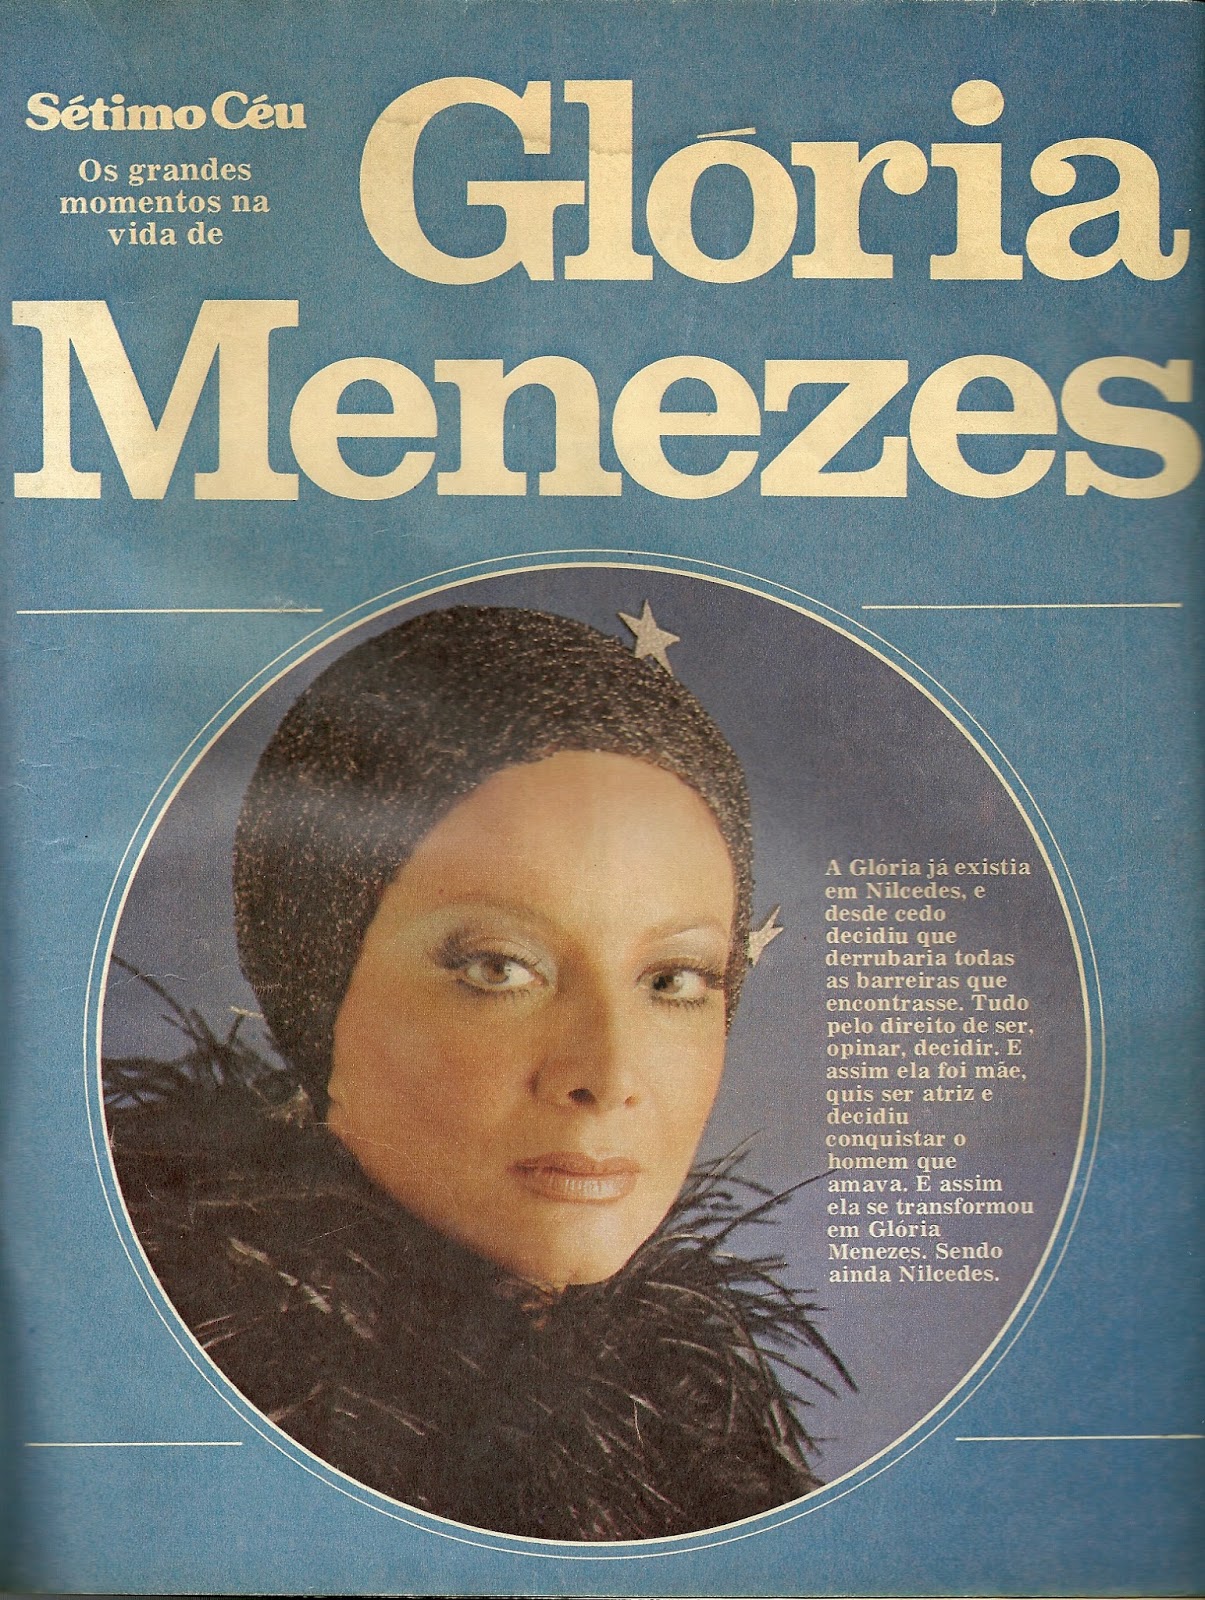 Sétimo Céu
Os grandes
momentos na
vida de
Glória
Menezes
A Glória já existia
em Nilcedes, e
desde cedo
decidiu que
derrubaria todas
as barreiras que
encontrasse. Tudo
pelo direito de ser,
opinar, decidir. E
assim ela foi mãe,
quis ser atriz e
decidiu
conquistar o
homem que
amava. E assim
ela se transformou
em Glória
Menezes. Sendo
ainda Nilcedes.